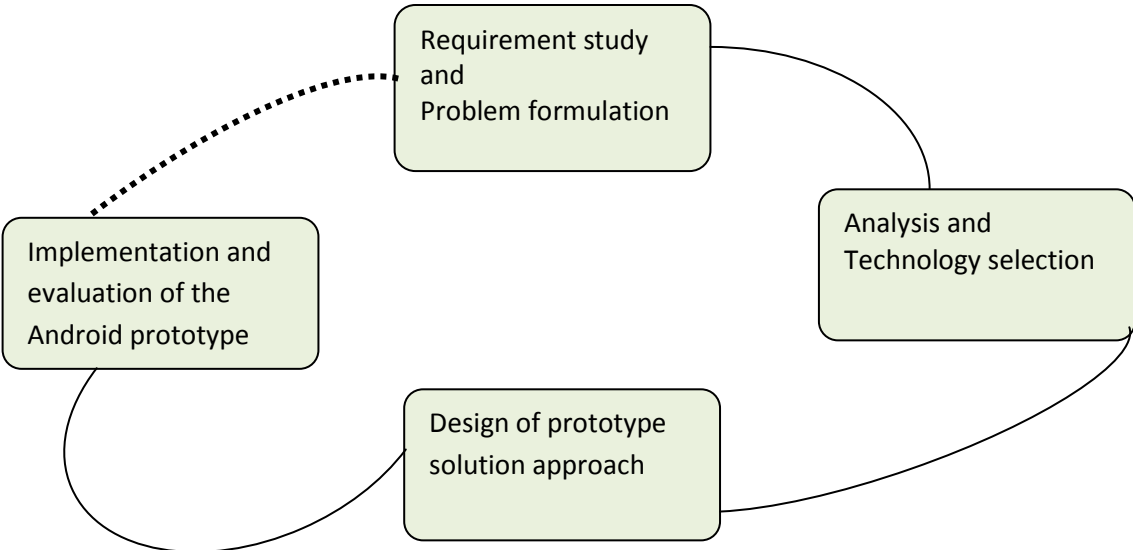 Requirement study
and
Problem formulation
Analysis and
Technology selection
Implementation and
evaluation of the
Android prototype
Design of prototype
solution approach